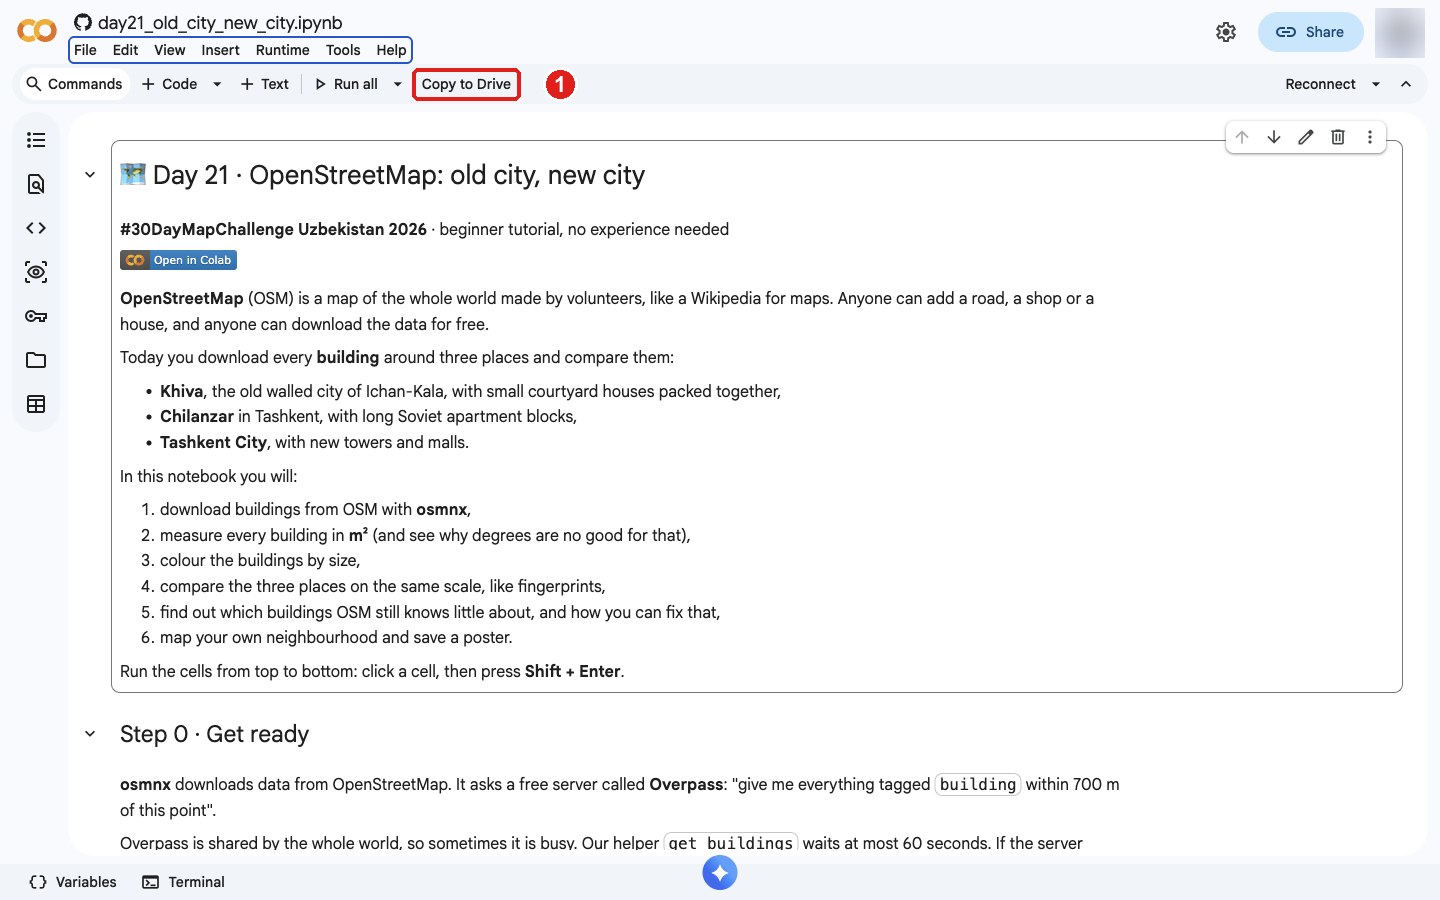 day21_old_city_new_city.ipynb
File Edit View Insert Runtime Tools Help
Share
Commands + Code + Text Run all Copy to Drive 1 Reconnect
Day 21 · OpenStreetMap: old city, new city
#30DayMapChallenge Uzbekistan 2026 · beginner tutorial, no experience needed
Open in Colab
OpenStreetMap (OSM) is a map of the whole world made by volunteers, like a Wikipedia for maps. Anyone can add a road, a shop or a
house, and anyone can download the data for free.
Today you download every building around three places and compare them:
• Khiva, the old walled city of Ichan-Kala, with small courtyard houses packed together,
• Chilanzar in Tashkent, with long Soviet apartment blocks,
• Tashkent City, with new towers and malls.
In this notebook you will:
1. download buildings from OSM with osmnx,
2. measure every building in m² (and see why degrees are no good for that),
3. colour the buildings by size,
4. compare the three places on the same scale, like fingerprints,
5. find out which buildings OSM still knows little about, and how you can fix that,
6. map your own neighbourhood and save a poster.
Run the cells from top to bottom: click a cell, then press Shift + Enter.
Step 0 · Get ready
osmnx downloads data from OpenStreetMap. It asks a free server called Overpass: "give me everything tagged building within 700 m
of this point".
Overpass is shared by the whole world, so sometimes it is busy. Our helper get_buildings waits at most 60 seconds. If the server
Variables Terminal